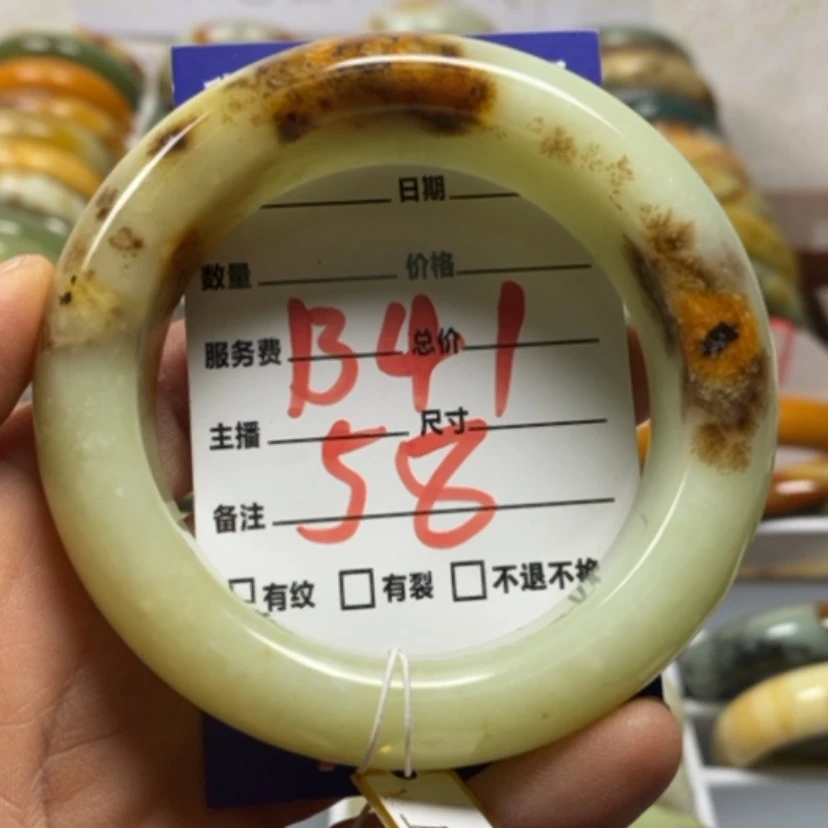 日期
数量 价格
B41
服务费 总价
主播 尺寸
58
备注
□有纹 □有裂 □不退不换